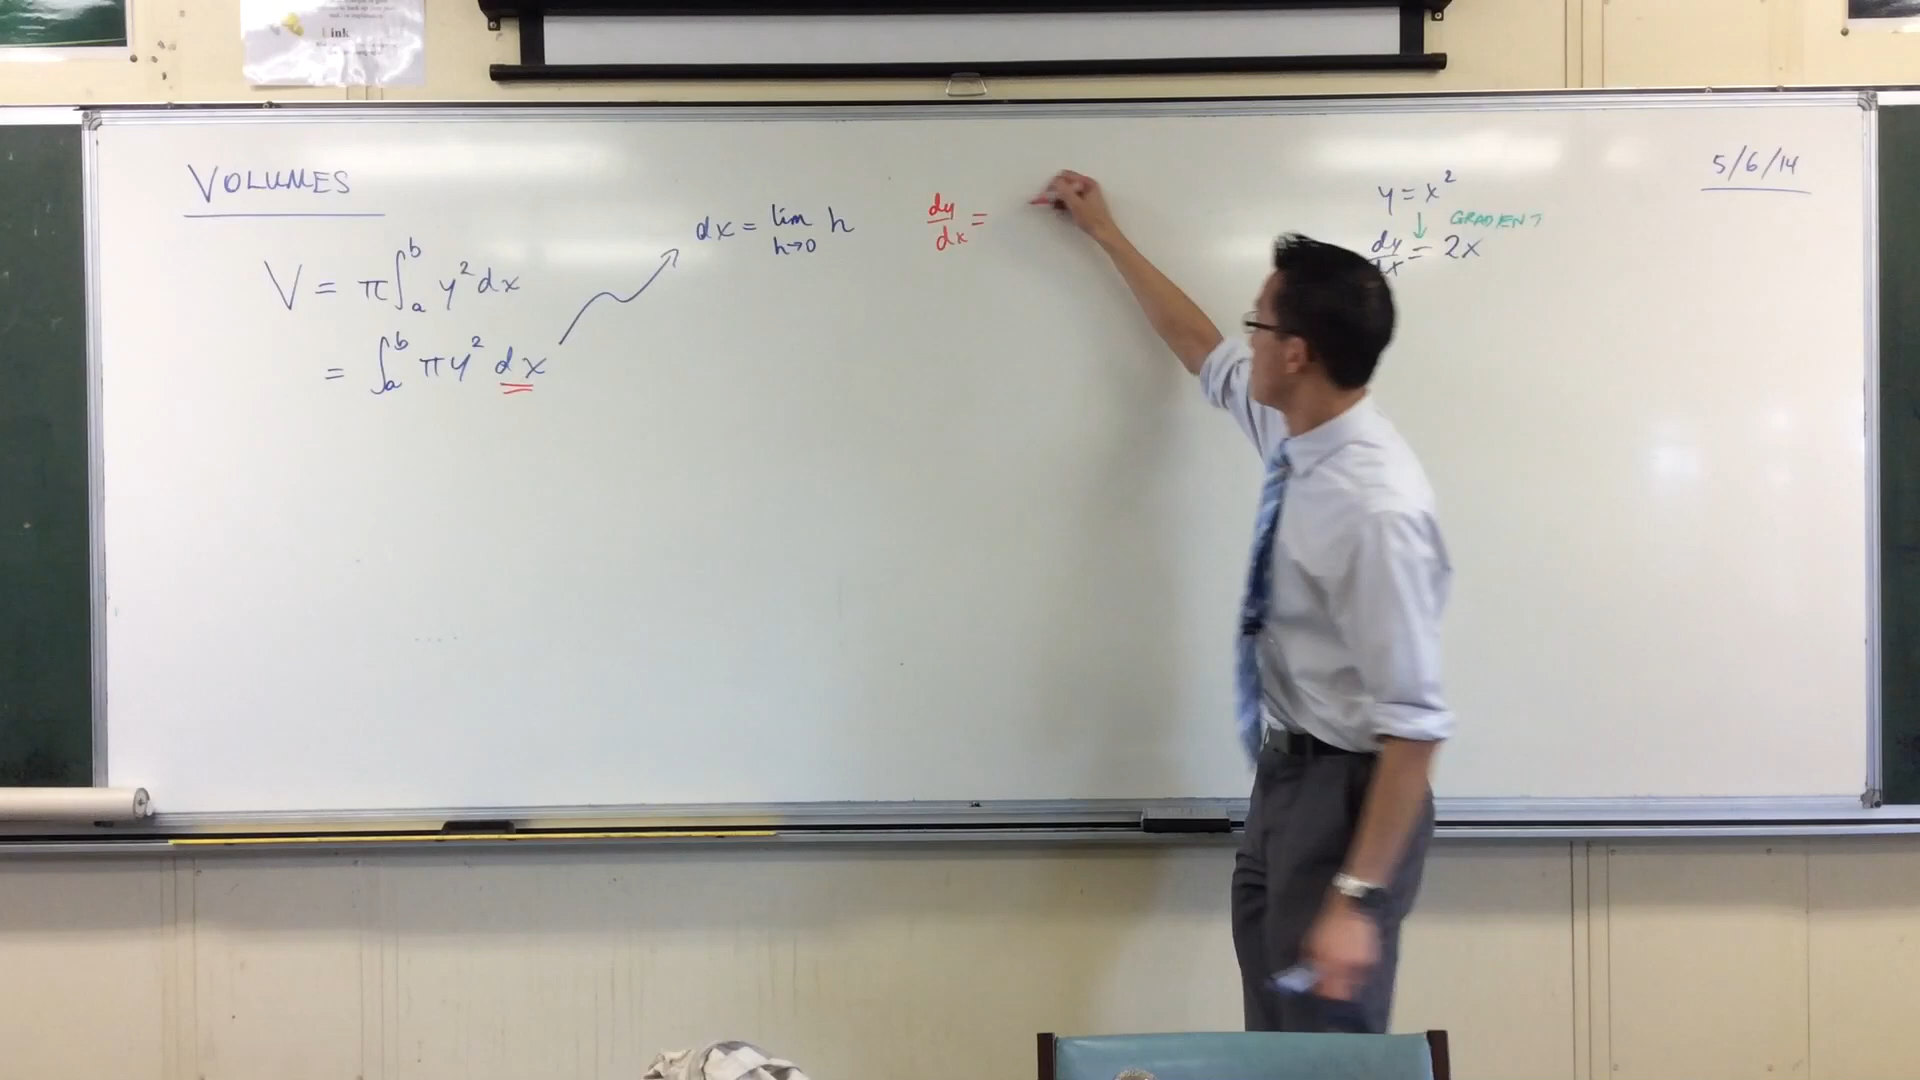 Link
VOLUMES
V = π∫ₐᵇ y² dx
= ∫ₐᵇ πy² dx
dx = lim h→0 h
dy/dx =
y = x²
GRADIENT
dy/dx = 2x
5/6/14